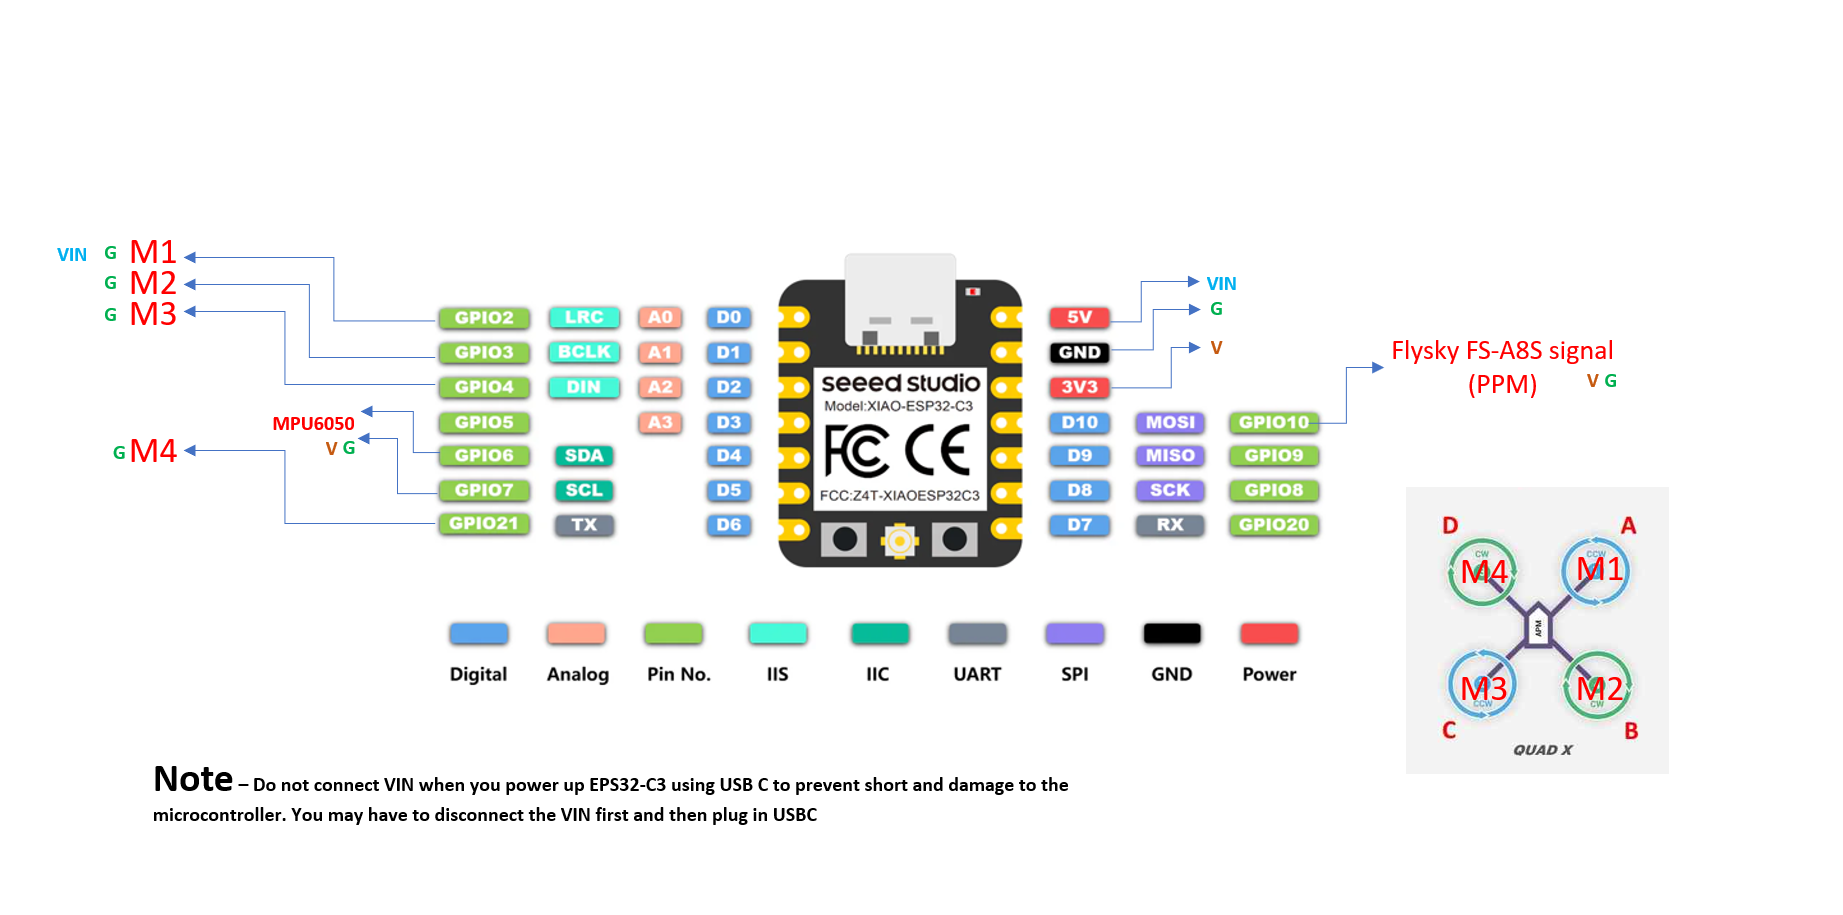 VIN G M1
G M2
G M3
MPU6050
V G
G M4
GPIO2 LRC A0 D0
GPIO3 BCLK A1 D1
GPIO4 DIN A2 D2
GPIO5 A3 D3
GPIO6 SDA D4
GPIO7 SCL D5
GPIO21 TX D6
seeed studio
Model:XIAO-ESP32-C3
FC CE
FCC:Z4T-XIAOESP32C3
5V VIN
GND G
3V3 V
D10 MOSI GPIO10
D9 MISO GPIO9
D8 SCK GPIO8
D7 RX GPIO20
Flysky FS-A8S signal
(PPM) V G
Digital Analog Pin No. IIS IIC UART SPI GND Power
D A
CW CCW
M4 M1
APM
M3 M2
CCW CW
C B
QUAD X
Note – Do not connect VIN when you power up EPS32-C3 using USB C to prevent short and damage to the
microcontroller. You may have to disconnect the VIN first and then plug in USBC